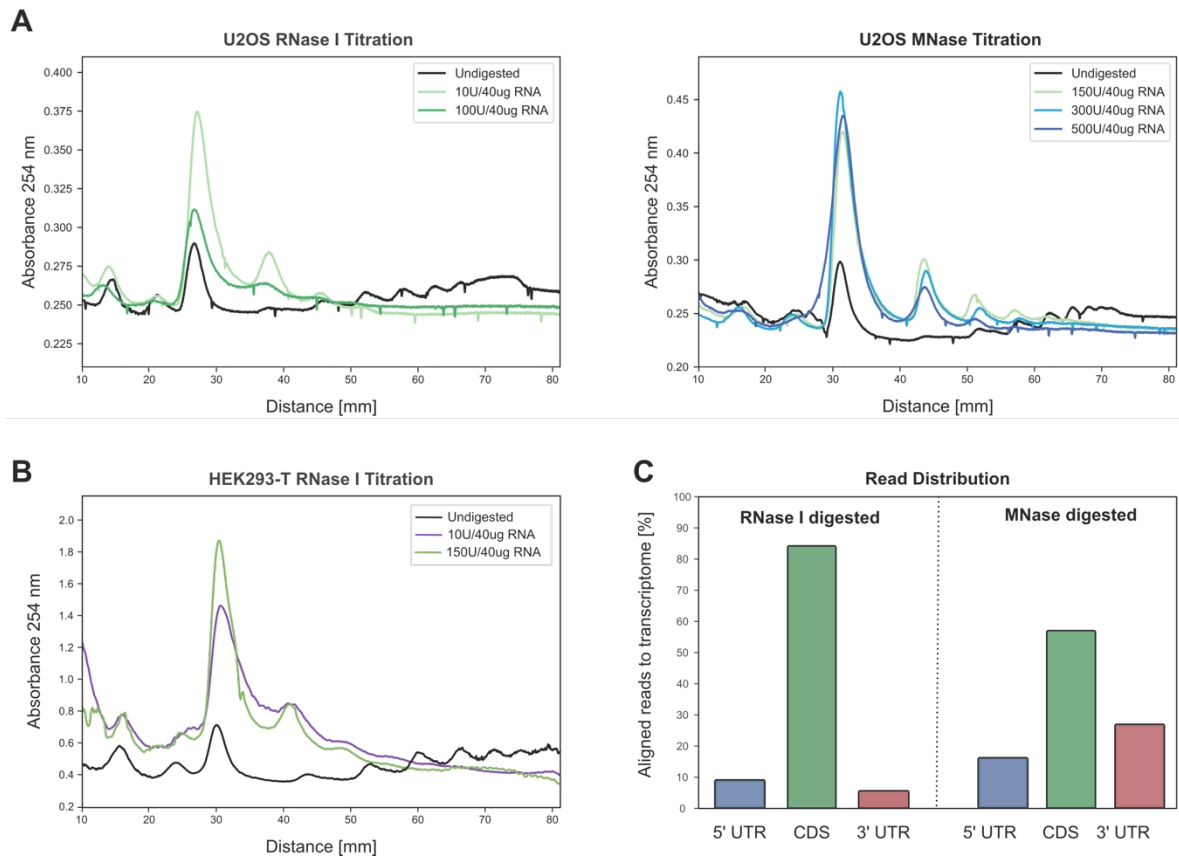 A
U2OS RNase I Titration
Absorbance 254 nm
0.400
0.375
0.350
0.325
0.300
0.275
0.250
0.225
Undigested
10U/40ug RNA
100U/40ug RNA
10 20 30 40 50 60 70 80
Distance [mm]
U2OS MNase Titration
Absorbance 254 nm
0.45
0.40
0.35
0.30
0.25
0.20
Undigested
150U/40ug RNA
300U/40ug RNA
500U/40ug RNA
10 20 30 40 50 60 70 80
Distance [mm]
B
HEK293-T RNase I Titration
Absorbance 254 nm
2.0
1.8
1.6
1.4
1.2
1.0
0.8
0.6
0.4
0.2
Undigested
10U/40ug RNA
150U/40ug RNA
10 20 30 40 50 60 70 80
Distance [mm]
C
Read Distribution
Aligned reads to transcriptome [%]
100
90
80
70
60
50
40
30
20
10
0
RNase I digested
MNase digested
5' UTR CDS 3' UTR
5' UTR CDS 3' UTR